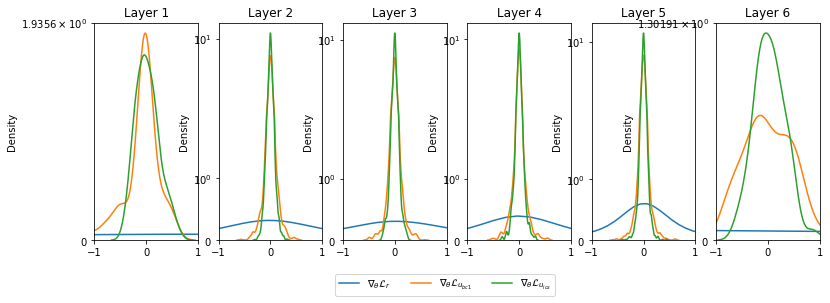 Layer 1
Layer 2
Layer 3
Layer 4
Layer 5
Layer 6
1.9356 × 10⁰
10¹
10¹
10¹
10¹
1.30191 × 10⁰
Density
Density
Density
Density
Density
Density
10⁰
10⁰
10⁰
10⁰
0
0
0
0
0
0
−1 0 1
−1 0 1
−1 0 1
−1 0 1
−1 0 1
−1 0 1
∇θℒr ∇θℒu_bc1 ∇θℒu_ics